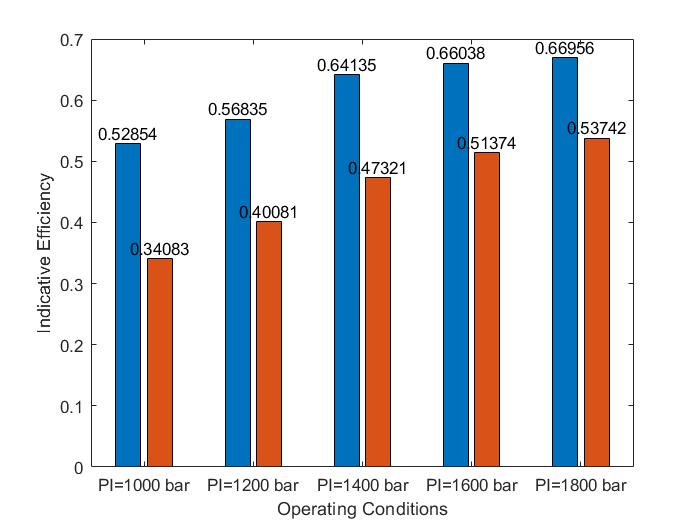 0.7
0.6
0.5
0.4
0.3
0.2
0.1
0
Indicative Efficiency
0.52854
0.34083
0.56835
0.40081
0.64135
0.47321
0.66038
0.51374
0.66956
0.53742
PI=1000 bar
PI=1200 bar
PI=1400 bar
PI=1600 bar
PI=1800 bar
Operating Conditions